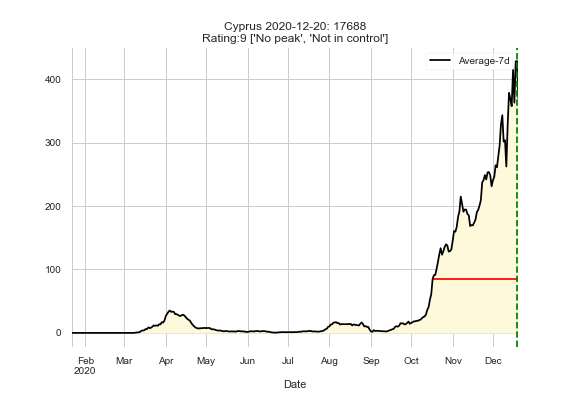 Cyprus 2020-12-20: 17688
Rating:9 ['No peak', 'Not in control']
Average-7d
400
300
200
100
0
Feb Mar Apr May Jun Jul Aug Sep Oct Nov Dec
2020
Date